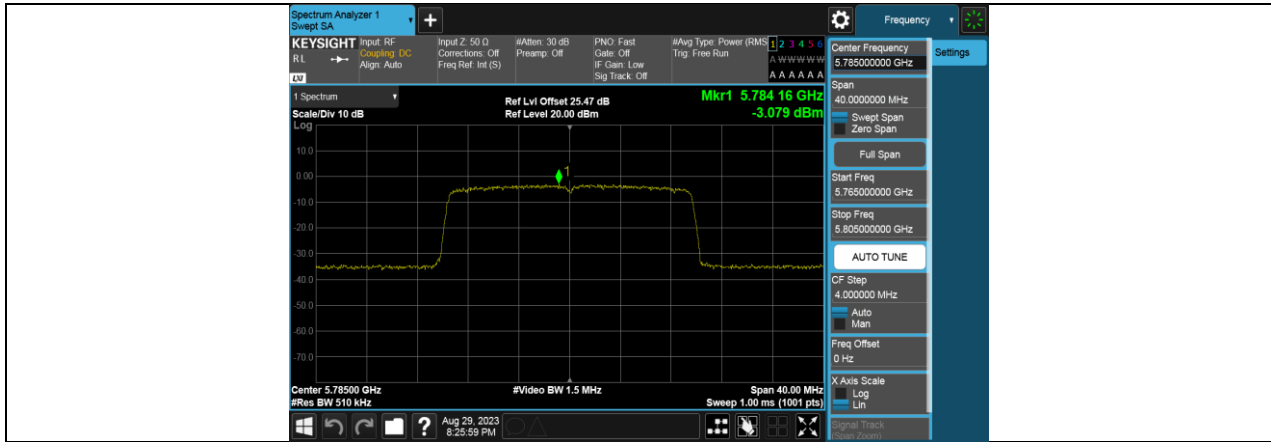 Spectrum Analyzer 1
Swept SA
+
Frequency
KEYSIGHT
RL
LXI
Input: RF
Coupling: DC
Align: Auto
Input Z: 50 Ω
Corrections: Off
Freq Ref: Int (S)
#Atten: 30 dB
Preamp: Off
PNO: Fast
Gate: Off
IF Gain: Low
Sig Track: Off
#Avg Type: Power (RMS
Trig: Free Run
1 2 3 4 5 6
A W W W W W
A A A A A A
1 Spectrum
Scale/Div 10 dB
Log
Ref Lvl Offset 25.47 dB
Ref Level 20.00 dBm
Mkr1 5.784 16 GHz
-3.079 dBm
1
10.0
0.00
-10.0
-20.0
-30.0
-40.0
-50.0
-60.0
-70.0
Center 5.78500 GHz
#Res BW 510 kHz
#Video BW 1.5 MHz
Span 40.00 MHz
Sweep 1.00 ms (1001 pts)
?
Aug 29, 2023
8:25:59 PM
Center Frequency
5.785000000 GHz
Settings
Span
40.0000000 MHz
Swept Span
Zero Span
Full Span
Start Freq
5.765000000 GHz
Stop Freq
5.805000000 GHz
AUTO TUNE
CF Step
4.000000 MHz
Auto
Man
Freq Offset
0 Hz
X Axis Scale
Log
Lin
Signal Track
(Span Zoom)